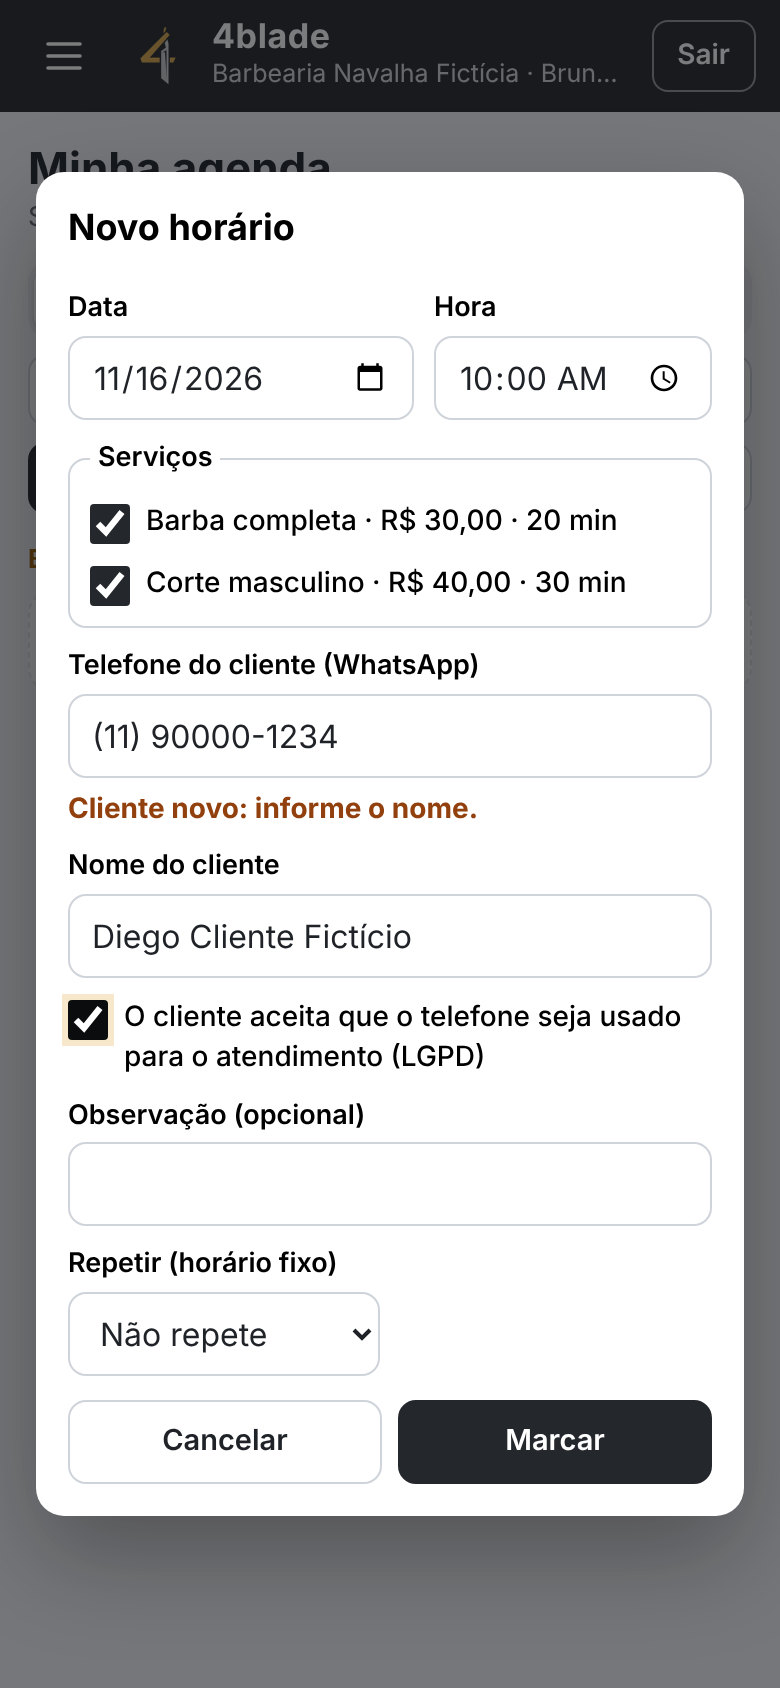 4blade
Barbearia Navalha Fictícia · Brun...
Sair
Minha agenda
Novo horário
Data
Hora
11/16/2026
10:00 AM
Serviços
Barba completa · R$ 30,00 · 20 min
Corte masculino · R$ 40,00 · 30 min
Telefone do cliente (WhatsApp)
(11) 90000-1234
Cliente novo: informe o nome.
Nome do cliente
Diego Cliente Fictício
O cliente aceita que o telefone seja usado
para o atendimento (LGPD)
Observação (opcional)
Repetir (horário fixo)
Não repete
Cancelar
Marcar